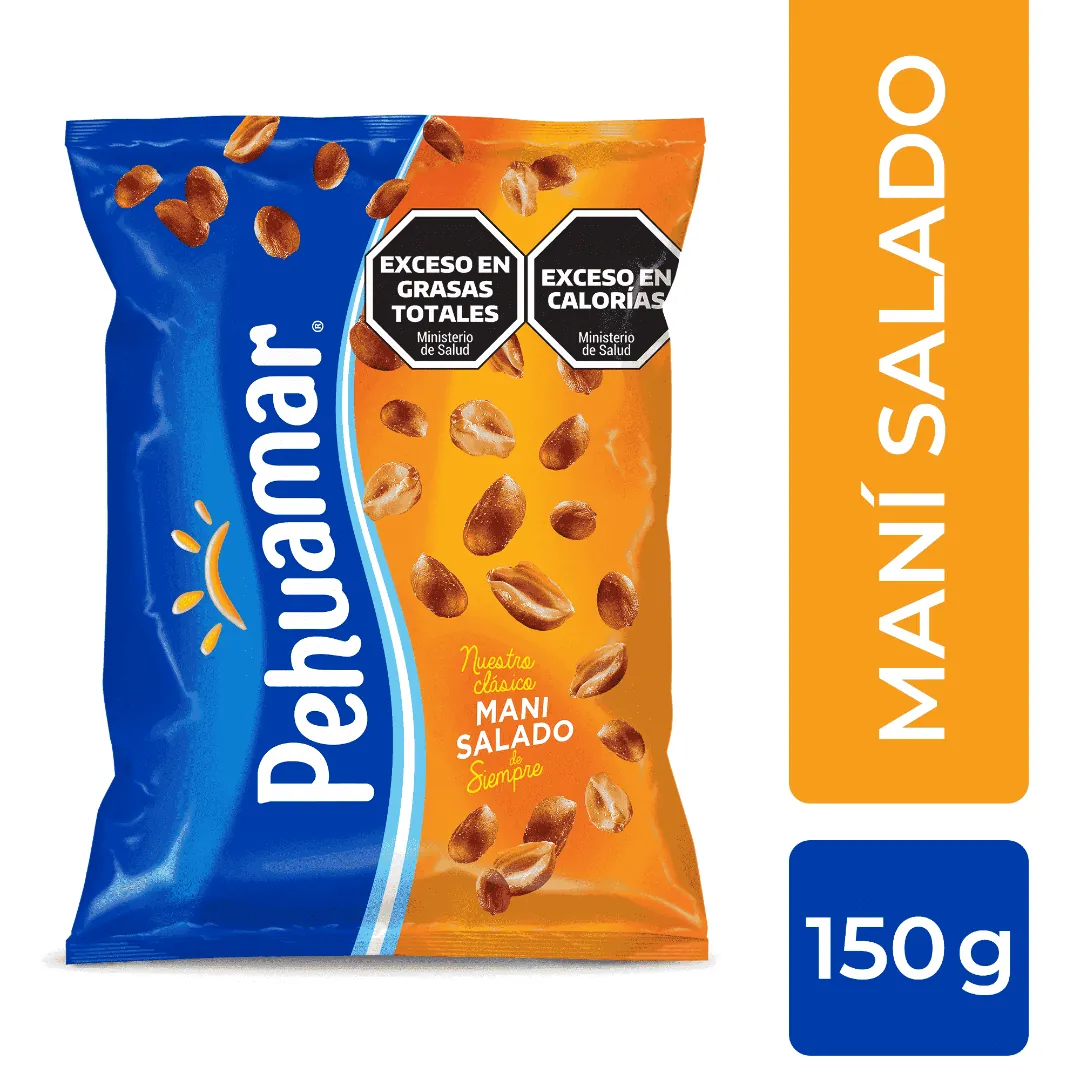 Pehuamar®
EXCESO EN
GRASAS
TOTALES
Ministerio
de Salud
EXCESO EN
CALORÍAS
Ministerio
de Salud
Nuestro
clásico
MANI
SALADO
de
Siempre
MANÍ SALADO
150 g